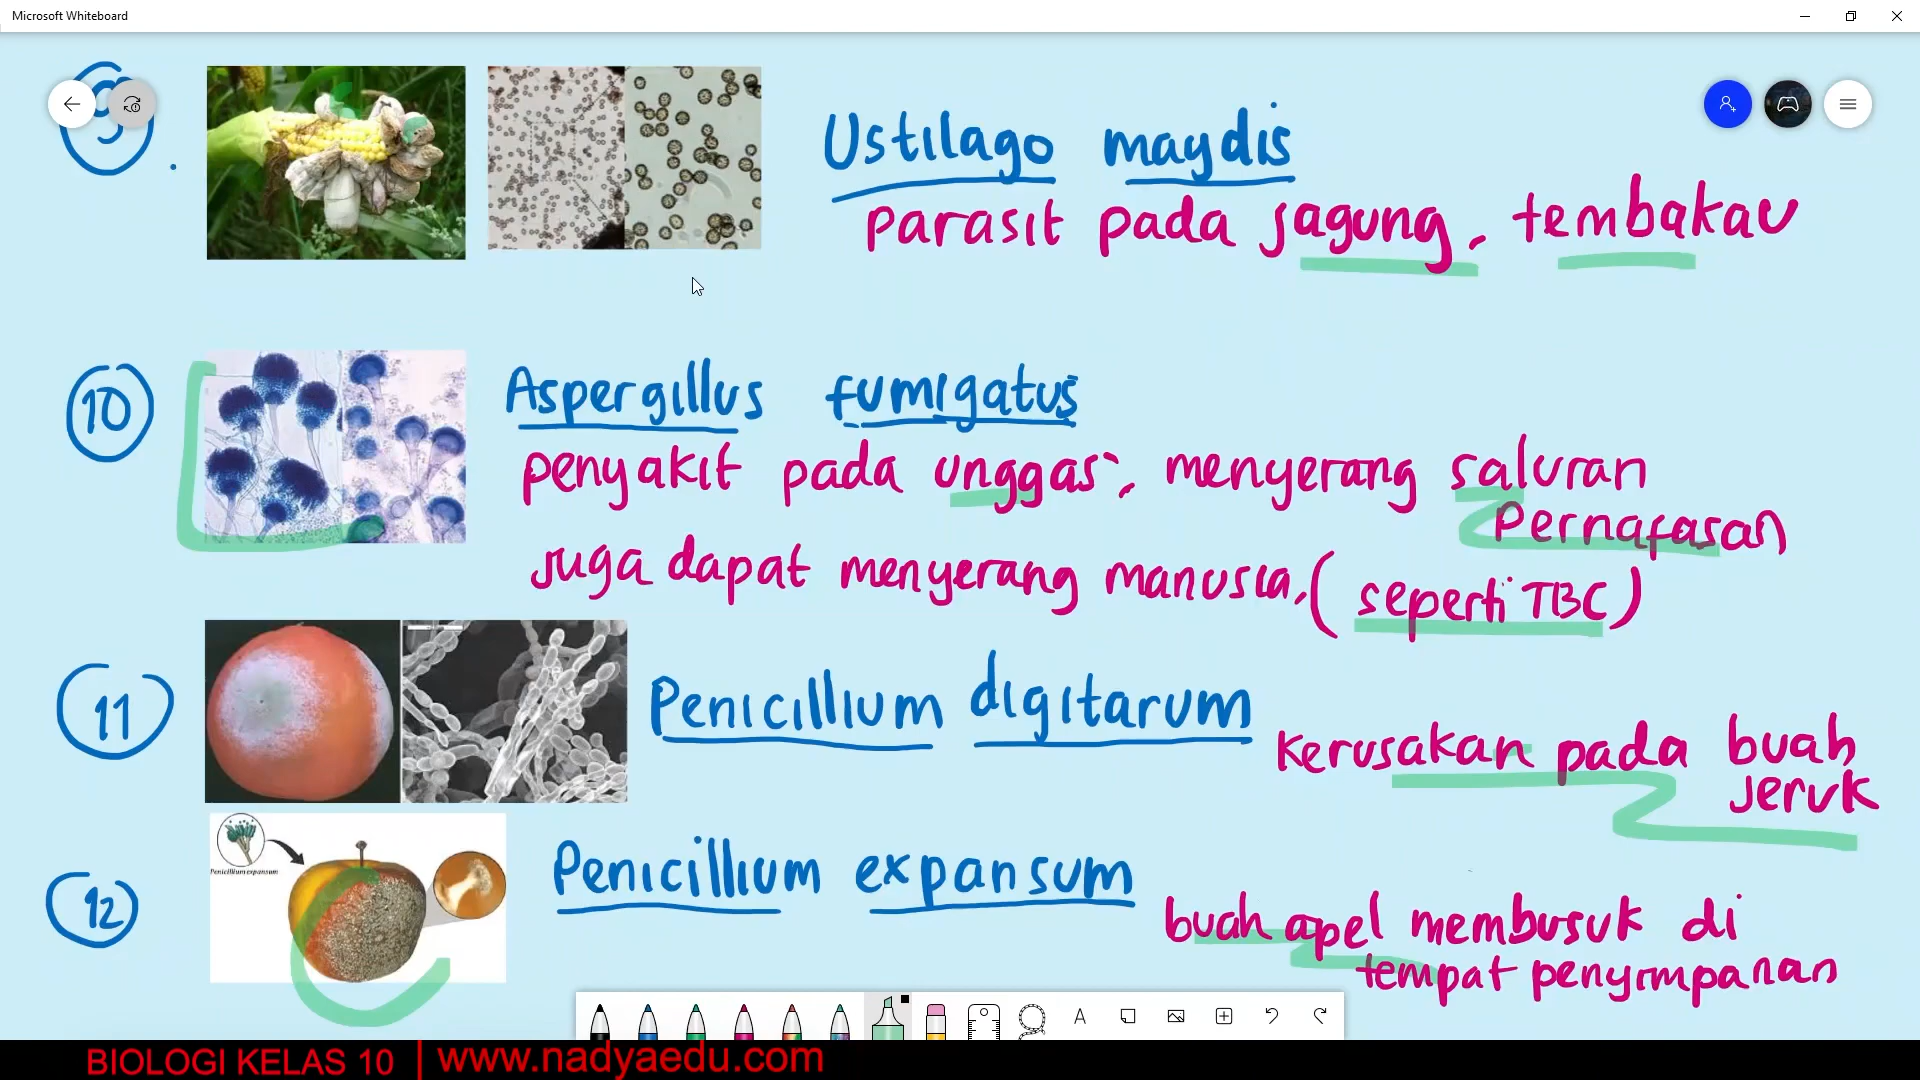 Microsoft Whiteboard
9.
Ustilago maydis
parasit pada jagung, tembakau
10
Aspergillus fumigatus
penyakit pada unggas, menyerang saluran
pernafasan
juga dapat menyerang manusia, (seperti TBC)
11
Penicillium digitarum
kerusakan pada buah
jeruk
Penicillium expansum
12
Penicillium expansum
buah apel membusuk di
tempat penyimpanan
A
BIOLOGI KELAS 10 | www.nadyaedu.com